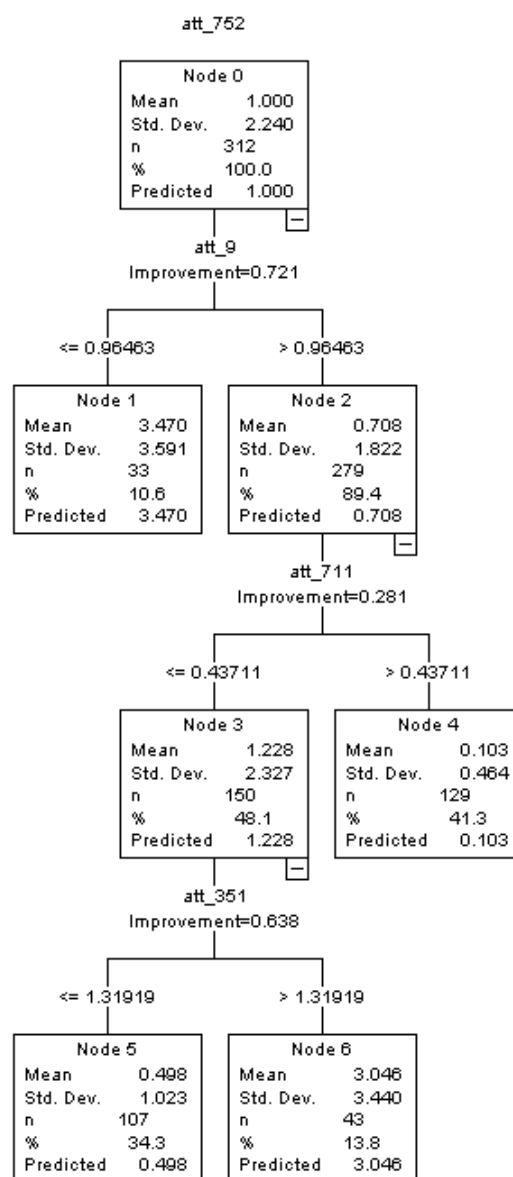 att_752
Node 0
Mean 1.000
Std. Dev. 2.240
n 312
% 100.0
Predicted 1.000
att_9
Improvement=0.721
<= 0.96463
> 0.96463
Node 1
Mean 3.470
Std. Dev. 3.591
n 33
% 10.6
Predicted 3.470
Node 2
Mean 0.708
Std. Dev. 1.822
n 279
% 89.4
Predicted 0.708
att_711
Improvement=0.281
<= 0.43711
> 0.43711
Node 3
Mean 1.228
Std. Dev. 2.327
n 150
% 48.1
Predicted 1.228
Node 4
Mean 0.103
Std. Dev. 0.464
n 129
% 41.3
Predicted 0.103
att_351
Improvement=0.638
<= 1.31919
> 1.31919
Node 5
Mean 0.498
Std. Dev. 1.023
n 107
% 34.3
Predicted 0.498
Node 6
Mean 3.046
Std. Dev. 3.440
n 43
% 13.8
Predicted 3.046